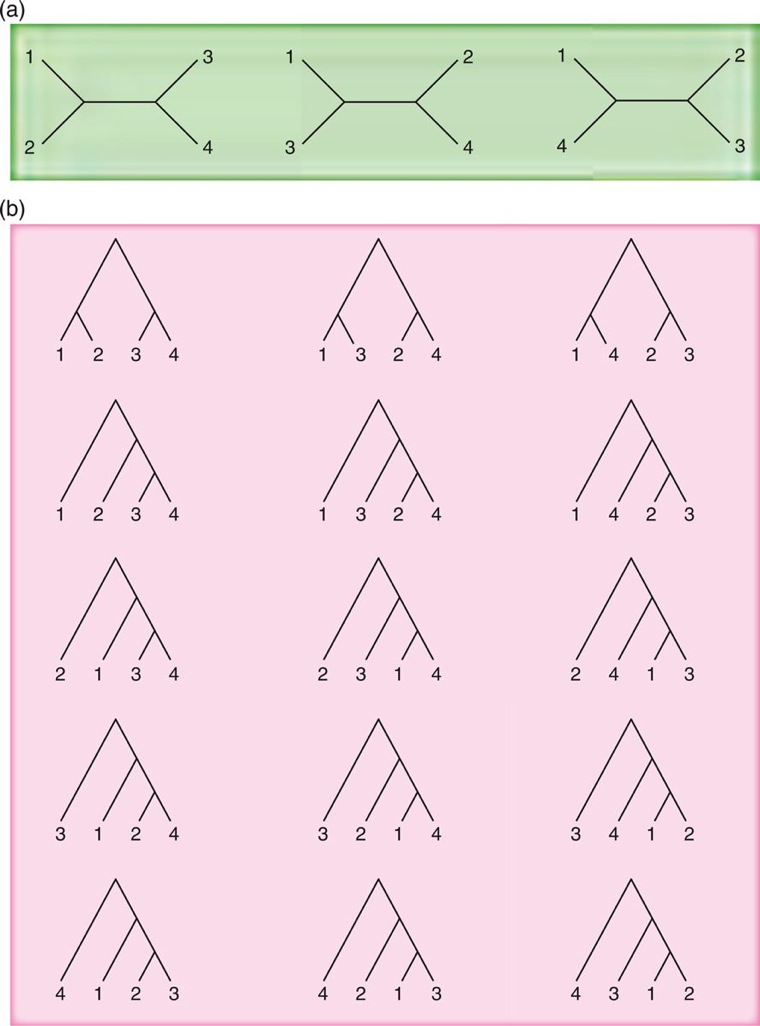 (a)
1 3 1 2 1 2
2 4 3 4 4 3
(b)
1 2 3 4 1 3 2 4 1 4 2 3
1 2 3 4 1 3 2 4 1 4 2 3
2 1 3 4 2 3 1 4 2 4 1 3
3 1 2 4 3 2 1 4 3 4 1 2
4 1 2 3 4 2 1 3 4 3 1 2